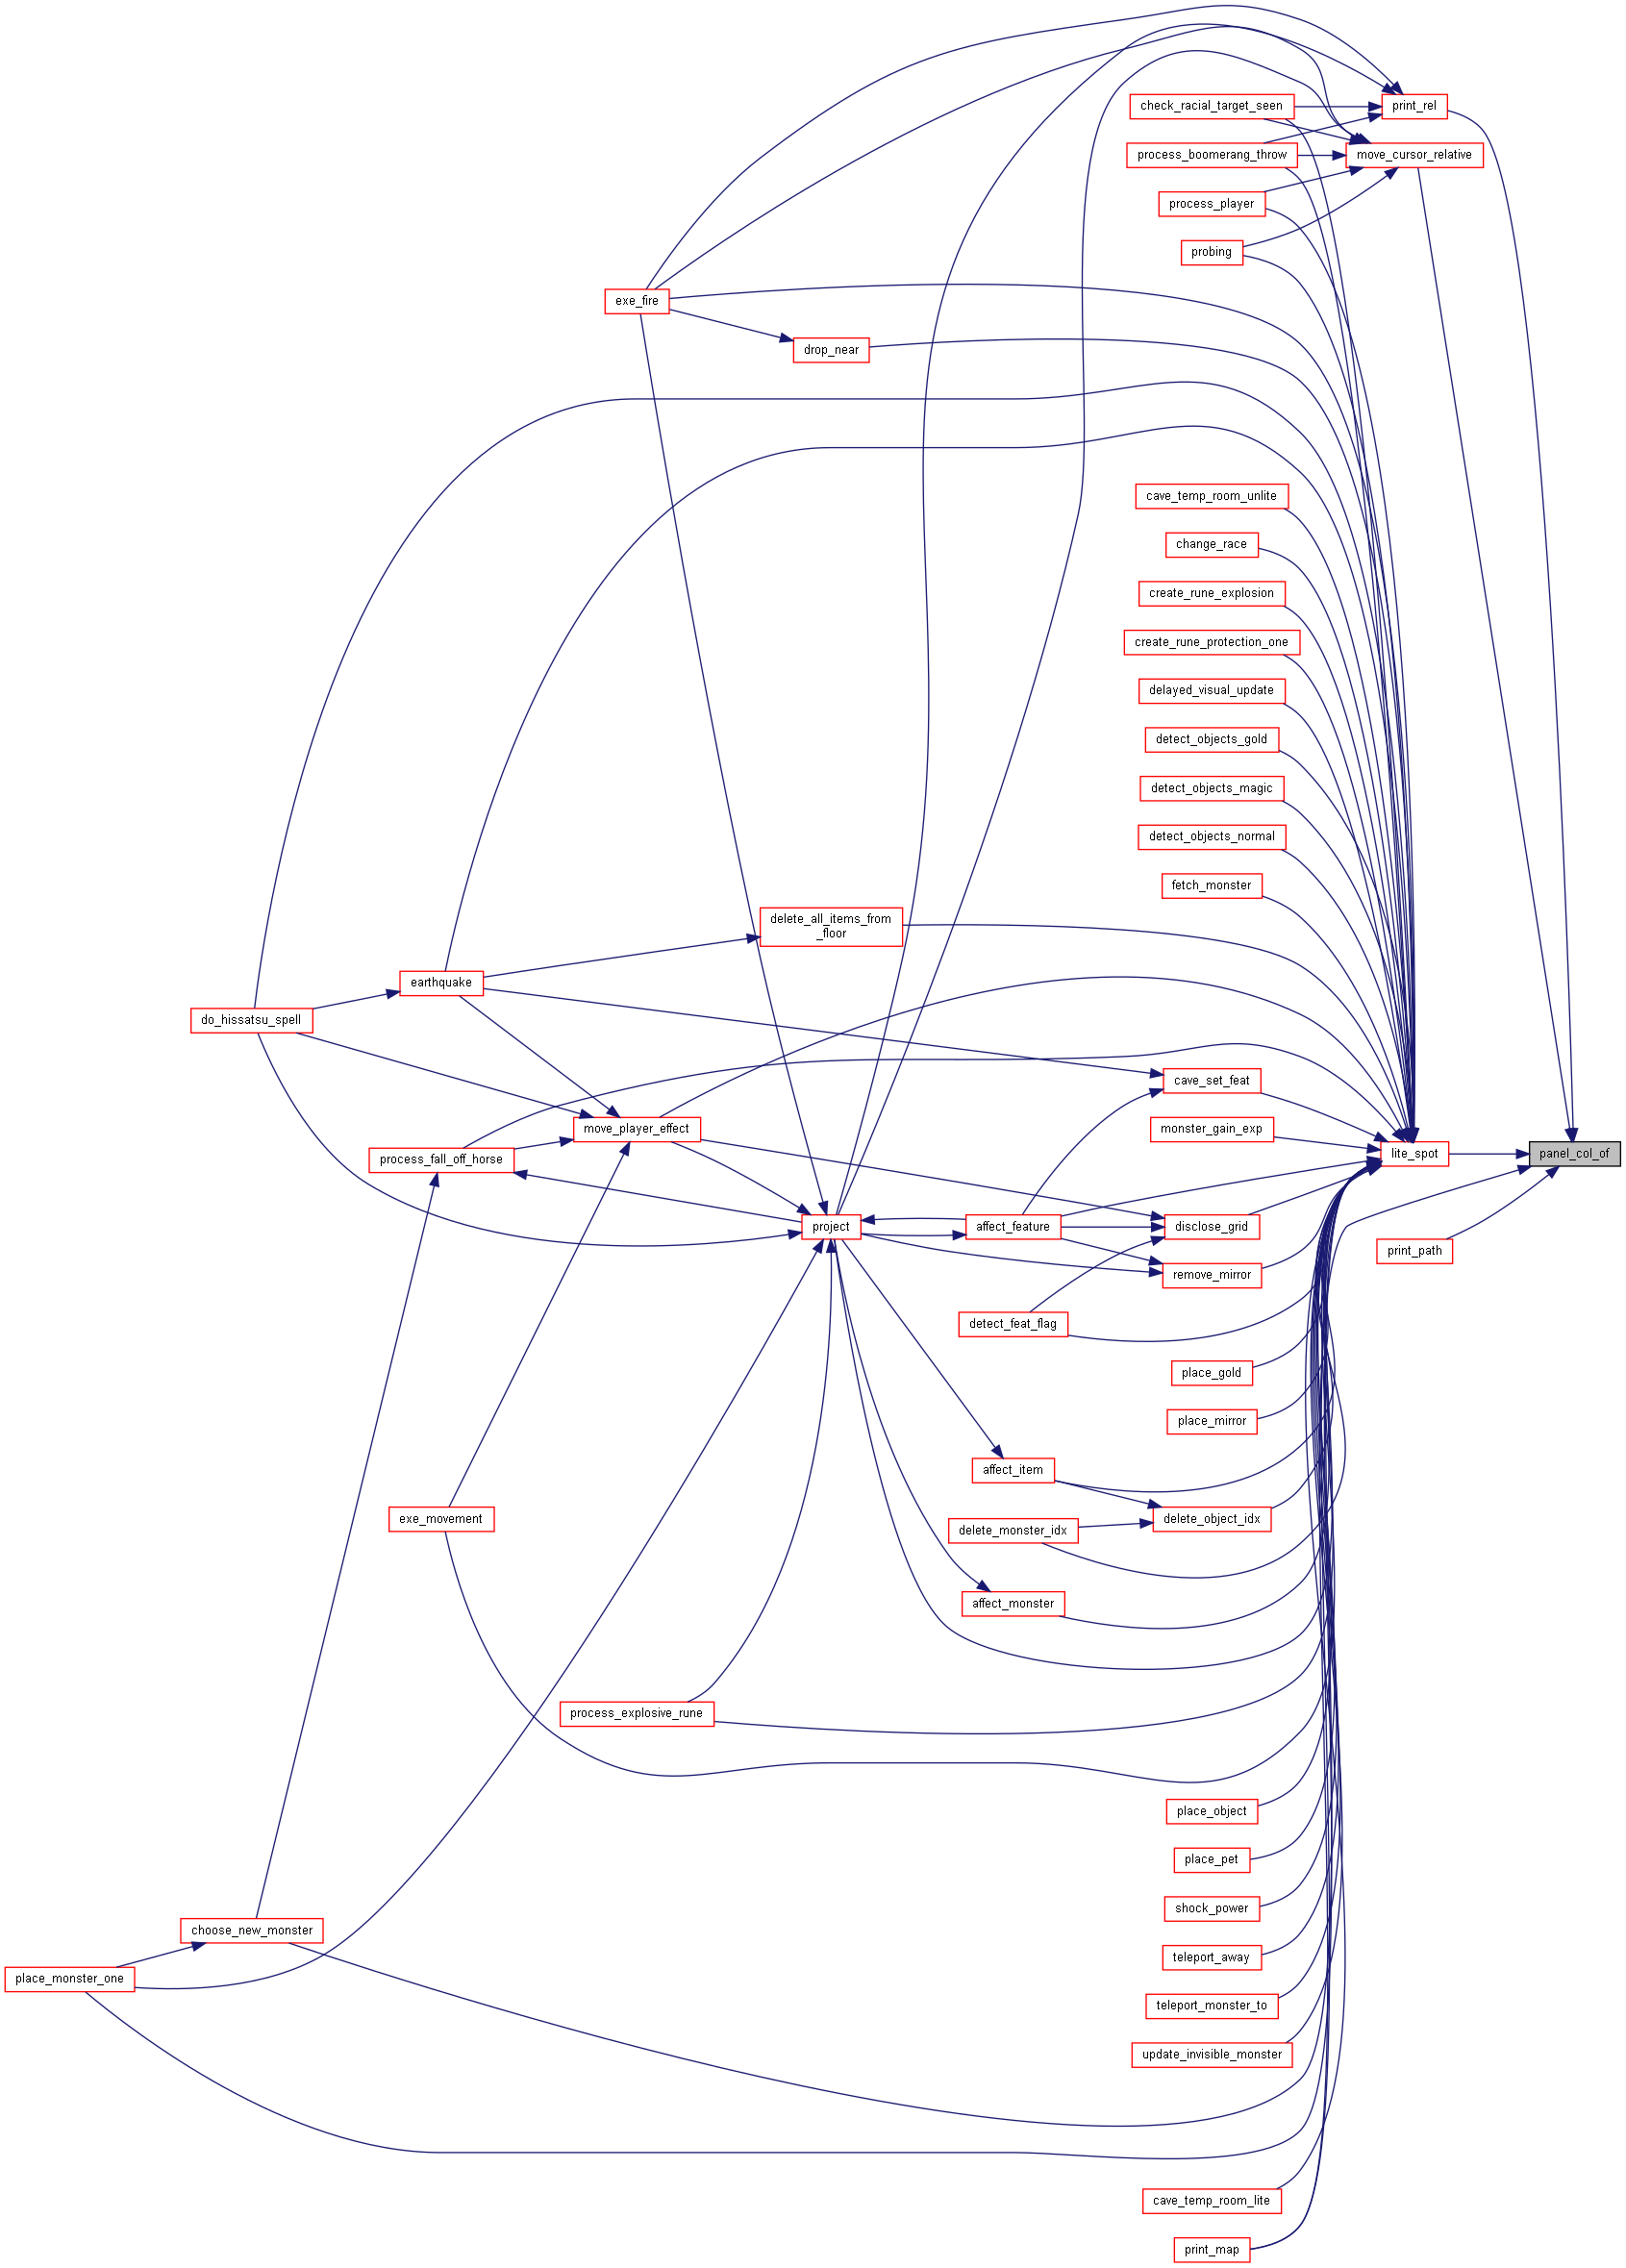 print_rel
check_racial_target_seen
move_cursor_relative
process_boomerang_throw
process_player
probing
exe_fire
drop_near
cave_temp_room_unlite
change_race
create_rune_explosion
create_rune_protection_one
delayed_visual_update
detect_objects_gold
detect_objects_magic
detect_objects_normal
fetch_monster
delete_all_items_from
_floor
earthquake
do_hissatsu_spell
cave_set_feat
move_player_effect
monster_gain_exp
lite_spot
panel_col_of
process_fall_off_horse
project
affect_feature
disclose_grid
print_path
remove_mirror
detect_feat_flag
place_gold
place_mirror
affect_item
exe_movement
delete_object_idx
delete_monster_idx
affect_monster
process_explosive_rune
place_object
place_pet
shock_power
choose_new_monster
teleport_away
place_monster_one
teleport_monster_to
update_invisible_monster
cave_temp_room_lite
print_map